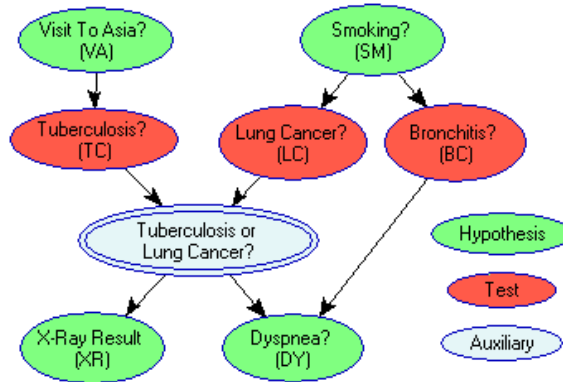 Visit To Asia?
(VA)
Smoking?
(SM)
Tuberculosis?
(TC)
Lung Cancer?
(LC)
Bronchitis?
(BC)
Tuberculosis or
Lung Cancer?
Hypothesis
Test
Auxiliary
X-Ray Result
(XR)
Dyspnea?
(DY)